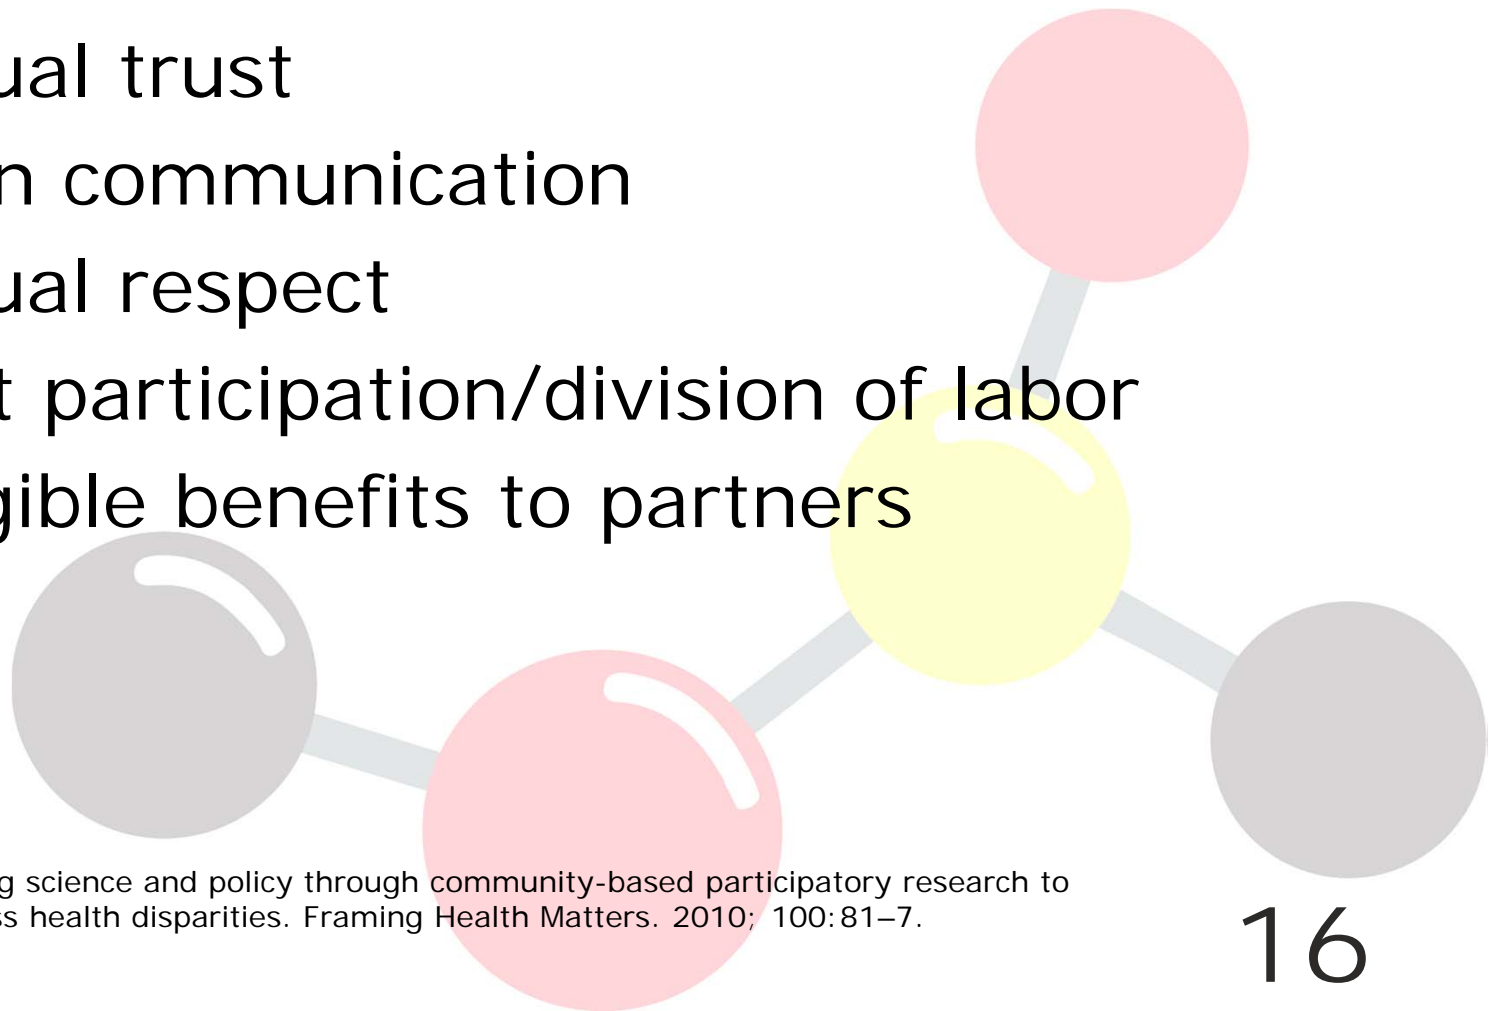 ual trust
n communication
ual respect
t participation/division of labor
gible benefits to partners
g science and policy through community-based participatory research to
ss health disparities. Framing Health Matters. 2010; 100:81–7.
16